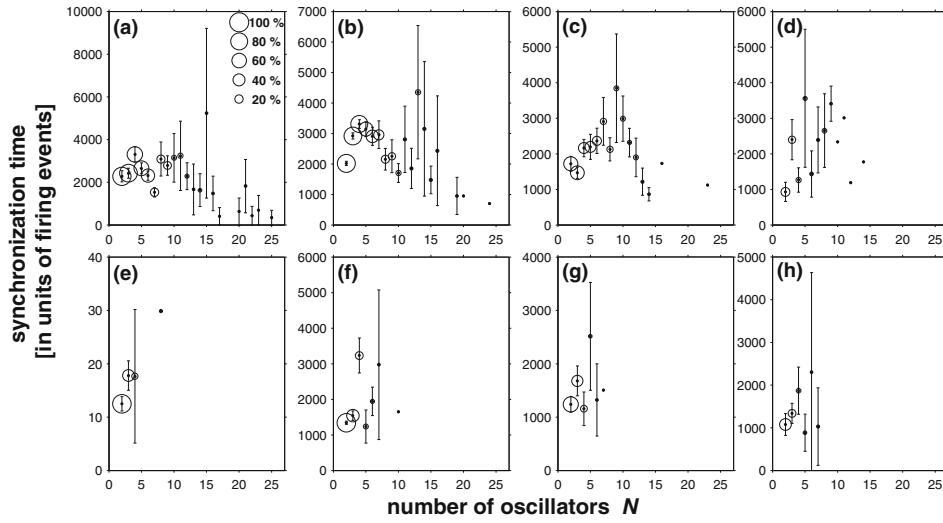 synchronization time
[in units of firing events]
(a)
100 %
80 %
60 %
40 %
20 %
10000
8000
6000
4000
2000
0
0 5 10 15 20 25
(b)
7000
6000
5000
4000
3000
2000
1000
0
0 5 10 15 20 25
(c)
6000
5000
4000
3000
2000
1000
0
0 5 10 15 20 25
(d)
6000
5000
4000
3000
2000
1000
0
0 5 10 15 20 25
(e)
40
30
20
10
0
0 5 10 15 20 25
(f)
6000
5000
4000
3000
2000
1000
0
0 5 10 15 20 25
(g)
4000
3000
2000
1000
0
0 5 10 15 20 25
(h)
5000
4000
3000
2000
1000
0
0 5 10 15 20 25
number of oscillators N